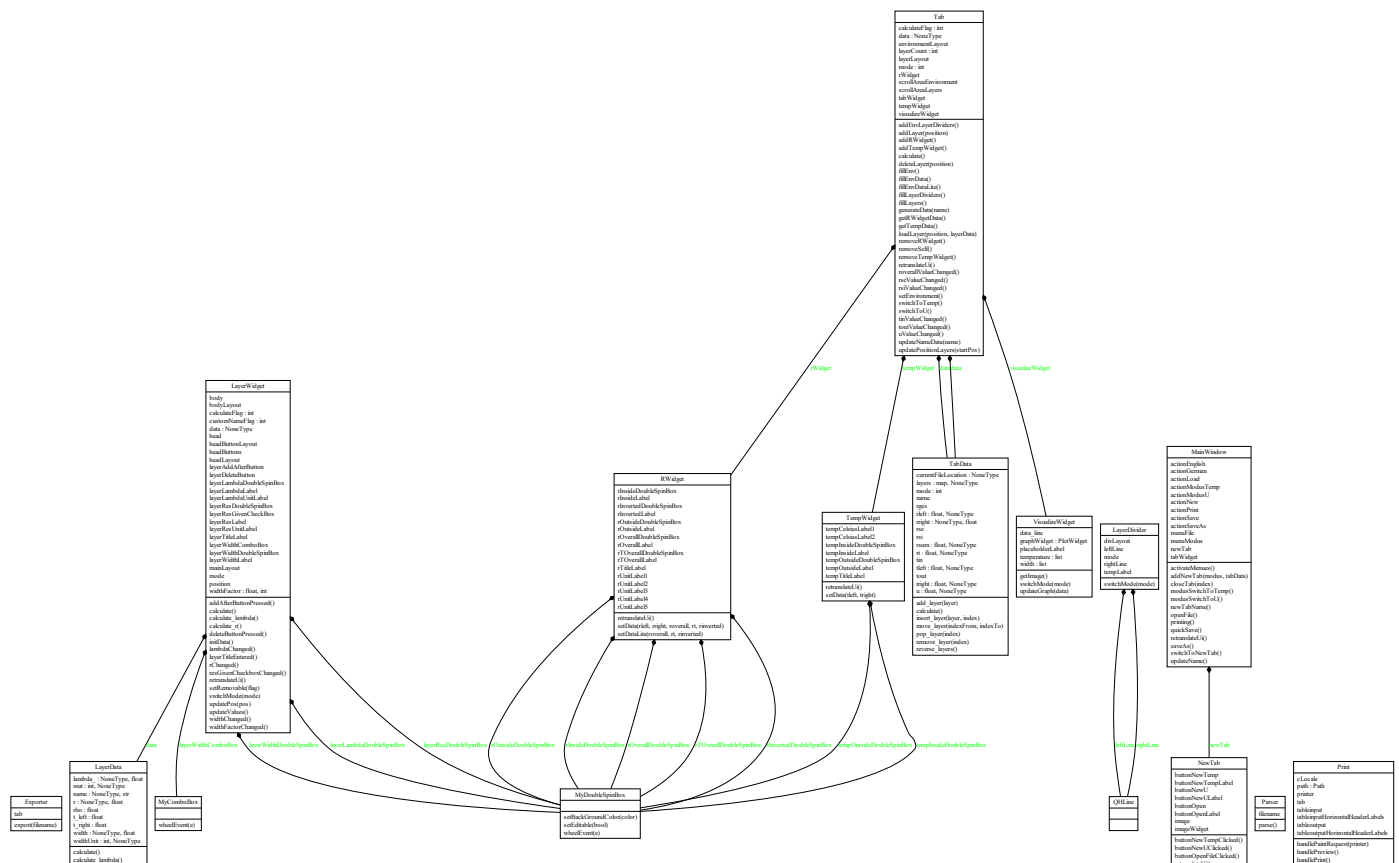 Tab
calculateFlag : int
data : NoneType
environmentLayout
layerCount : int
layerLayout
mode : int
rWidget
scrollAreaEnvironment
scrollAreaLayers
tabWidget
tempWidget
visualizeWidget
addEnvLayerDividers()
addLayer(position)
addRWidget()
addTempWidget()
calculate()
deleteLayer(position)
fillEnv()
fillEnvData()
fillEnvDataLite()
fillLayerDividers()
fillLayers()
generateData(name)
getRWidgetData()
getTempData()
loadLayer(position, layerData)
removeRWidget()
removeSelf()
removeTempWidget()
retranslateUi()
roverallValueChanged()
rseValueChanged()
rsiValueChanged()
setEnvironment()
switchToTemp()
switchToU()
tinValueChanged()
toutValueChanged()
uValueChanged()
updateNameData(name)
updatePositionLayers(startPos)
rWidget
tempWidget
data
data
visualizeWidget
LayerWidget
body
bodyLayout
calculateFlag : int
customNameFlag : int
data : NoneType
head
headButtonLayout
headButtons
headLayout
layerAddAfterButton
layerDeleteButton
layerLambdaDoubleSpinBox
layerLambdaLabel
layerLambdaUnitLabel
layerResDoubleSpinBox
layerResGivenCheckBox
layerResLabel
layerResUnitLabel
layerTitleLabel
layerWidthComboBox
layerWidthDoubleSpinBox
layerWidthLabel
mainLayout
mode
position
widthFactor : float, int
addAfterButtonPressed()
calculate()
calculate_lambda()
calculate_r()
deleteButtonPressed()
initData()
lambdaChanged()
layerTitleEntered()
rChanged()
resGivenCheckboxChanged()
retranslateUi()
setRemovable(flag)
switchMode(mode)
updatePos(pos)
updateValues()
widthChanged()
widthFactorChanged()
RWidget
rInsideDoubleSpinBox
rInsideLabel
rInvertedDoubleSpinBox
rInvertedLabel
rOutsideDoubleSpinBox
rOutsideLabel
rOverallDoubleSpinBox
rOverallLabel
rTOverallDoubleSpinBox
rTOverallLabel
rTitleLabel
rUnitLabel1
rUnitLabel2
rUnitLabel3
rUnitLabel4
rUnitLabel5
retranslateUi()
setData(rleft, rright, roverall, rt, rinverted)
setDataLite(roverall, rt, rinverted)
TempWidget
tempCelsiusLabel1
tempCelsiusLabel2
tempInsideDoubleSpinBox
tempInsideLabel
tempOutsideDoubleSpinBox
tempOutsideLabel
tempTitleLabel
retranslateUi()
setData(tleft, tright)
TabData
currentFileLocation : NoneType
layers : map, NoneType
mode : int
name
rges
rleft : float, NoneType
rright : NoneType, float
rse
rsi
rsum : float, NoneType
rt : float, NoneType
tin
tleft : float, NoneType
tout
tright : float, NoneType
u : float, NoneType
add_layer(layer)
calculate()
insert_layer(layer, index)
move_layer(indexFrom, indexTo)
pop_layer(index)
remove_layer(index)
reverse_layers()
VisualizeWidget
data_line
graphWidget : PlotWidget
placeholderLabel
temperature : list
width : list
getImage()
switchMode(mode)
updateGraph(data)
LayerDivider
divLayout
leftLine
mode
rightLine
tempLabel
switchMode(mode)
MainWindow
actionEnglish
actionGerman
actionLoad
actionModusTemp
actionModusU
actionNew
actionPrint
actionSave
actionSaveAs
menuFile
menuModus
newTab
tabWidget
activateMenues()
addNewTab(modus, tabData)
closeTab(index)
modusSwitchToTemp()
modusSwitchToU()
newTabName()
openFile()
printing()
quickSave()
retranslateUi()
saveAs()
switchToNewTab()
updateName()
data
layerWidthComboBox
layerWidthDoubleSpinBox
layerLambdaDoubleSpinBox
layerResDoubleSpinBox
rOutsideDoubleSpinBox
rInsideDoubleSpinBox
rOverallDoubleSpinBox
rTOverallDoubleSpinBox
rInvertedDoubleSpinBox
tempOutsideDoubleSpinBox
tempInsideDoubleSpinBox
leftLine
rightLine
newTab
Exporter
tab
export(filename)
LayerData
lambda_ : NoneType, float
mat : int, NoneType
name : NoneType, str
r : NoneType, float
rho : float
t_left : float
t_right : float
width : NoneType, float
widthUnit : int, NoneType
calculate()
calculate_lambda()
MyComboBox
wheelEvent(e)
MyDoubleSpinBox
setBackGroundColor(color)
setEditable(bool)
wheelEvent(e)
QHLine
NewTab
buttonNewTemp
buttonNewTempLabel
buttonNewU
buttonNewULabel
buttonOpen
buttonOpenLabel
image
imageWidget
buttonNewTempClicked()
buttonNewUClicked()
buttonOpenFileClicked()
Parser
filename
parse()
Print
cLocale
path : Path
printer
tab
tableinput
tableinputHorizontalHeaderLabels
tableoutput
tableoutputHorizontalHeaderLabels
handlePaintRequest(printer)
handlePreview()
handlePrint()